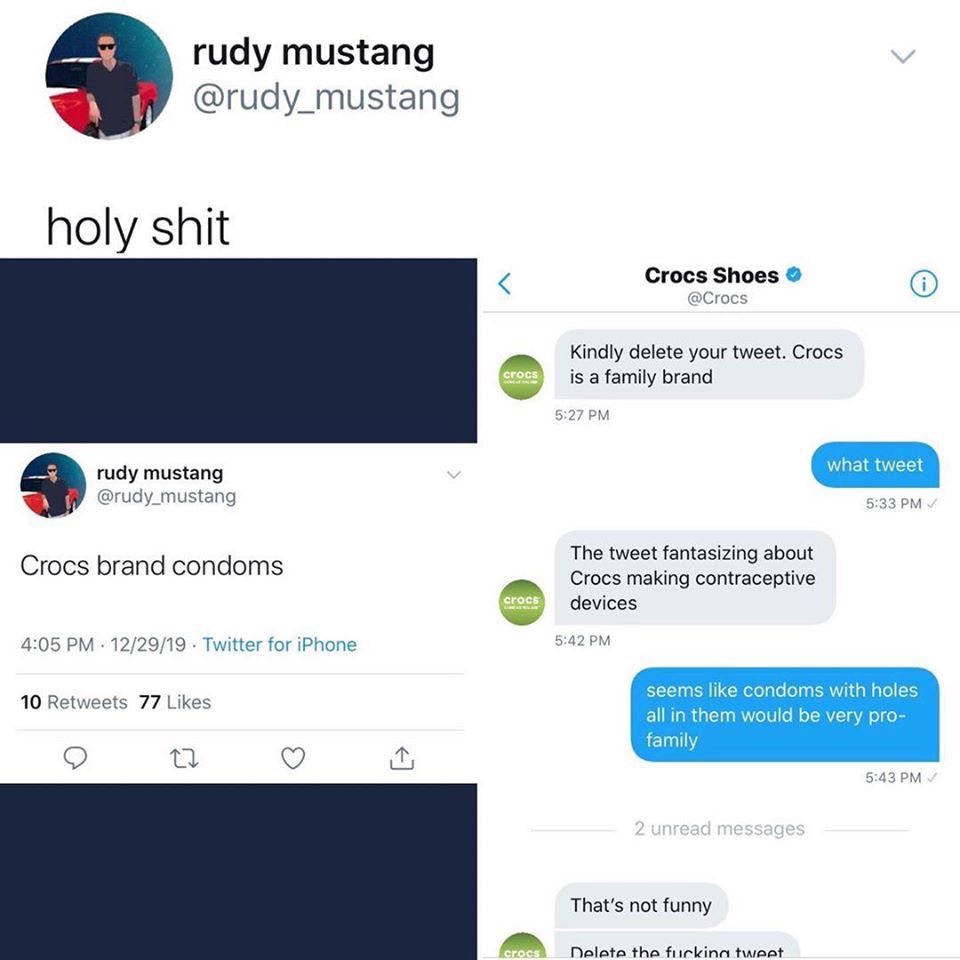 rudy mustang
@rudy_mustang
holy shit
rudy mustang
@rudy_mustang
Crocs brand condoms
4:05 PM · 12/29/19 · Twitter for iPhone
10 Retweets 77 Likes
Crocs Shoes
@Crocs
Kindly delete your tweet. Crocs
is a family brand
crocs
5:27 PM
what tweet
5:33 PM
The tweet fantasizing about
Crocs making contraceptive
devices
crocs
5:42 PM
seems like condoms with holes
all in them would be very pro-
family
5:43 PM
2 unread messages
That's not funny
Delete the fucking tweet
crocs